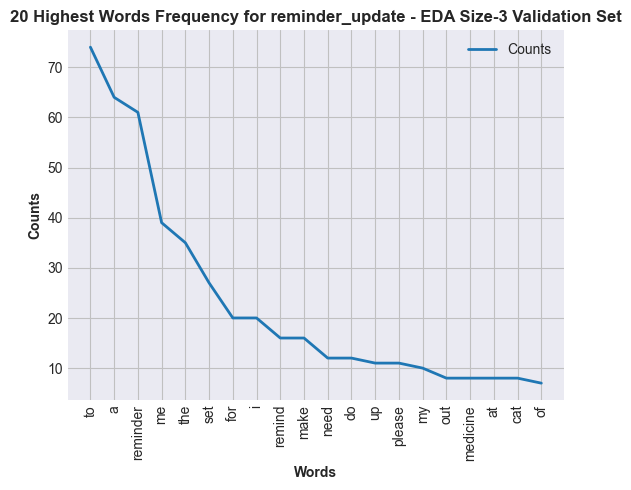 20 Highest Words Frequency for reminder_update - EDA Size-3 Validation Set
Counts
70
60
50
40
30
20
10
Counts
to
a
reminder
me
the
set
for
i
remind
make
need
do
up
please
my
out
medicine
at
cat
of
Words